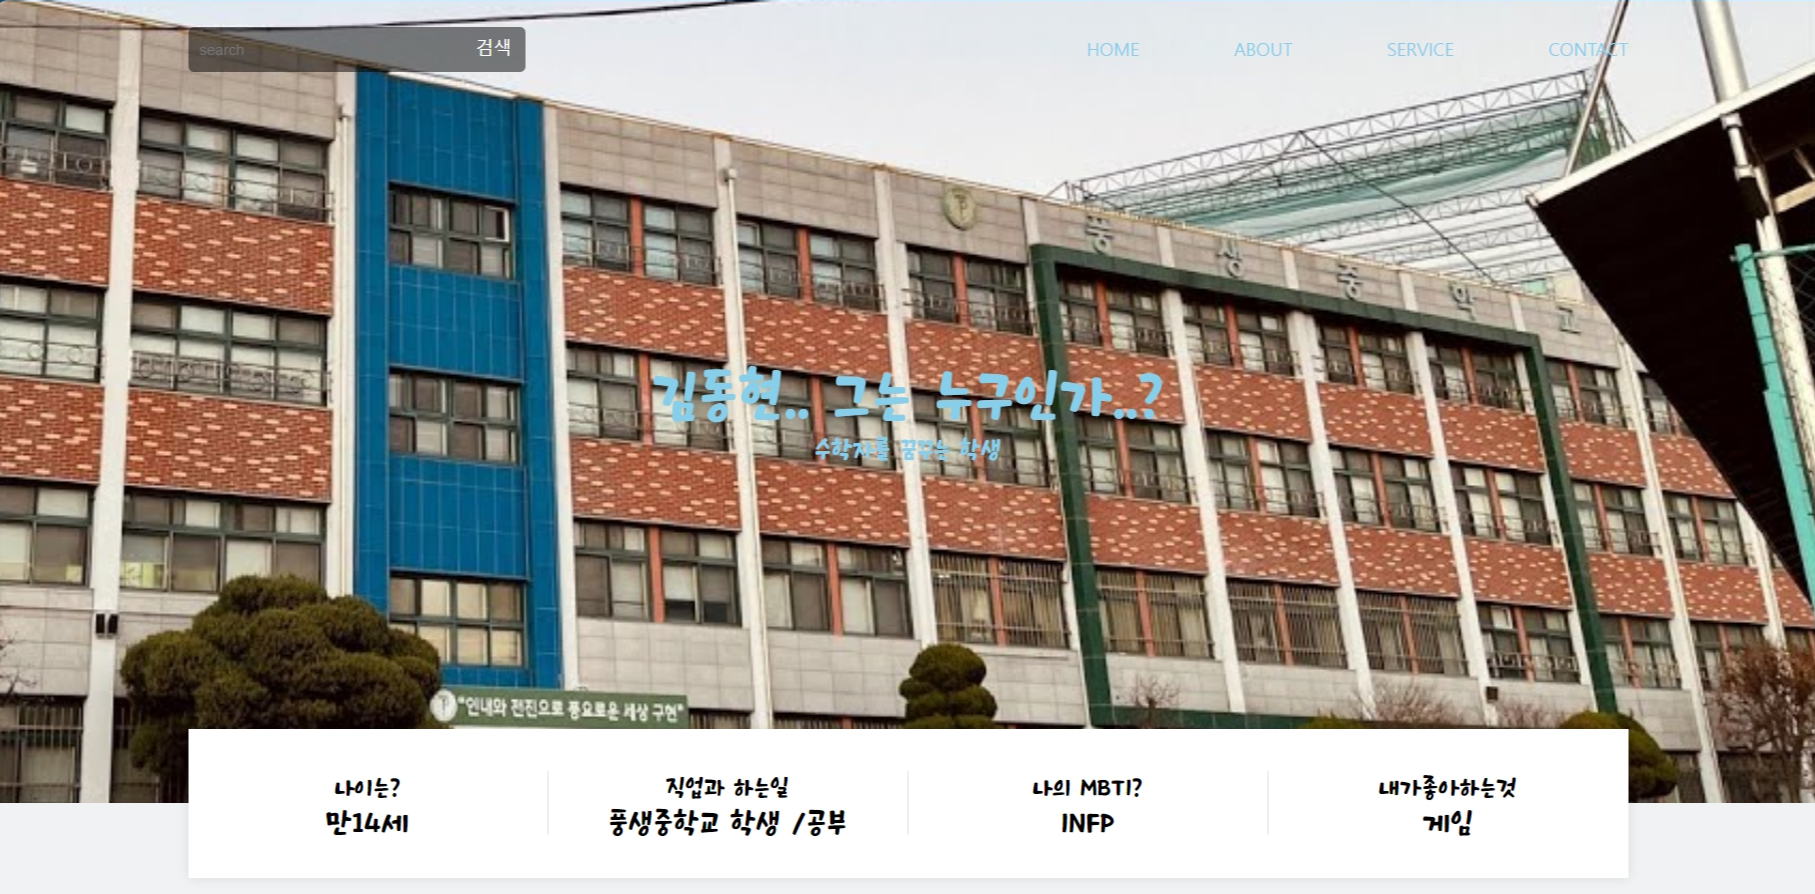 search
검색
HOME
ABOUT
SERVICE
CONTACT
풍생중학교
김동현.. 그는 누구인가..?
수학자를 꿈꾸는 학생
"인내와 전진으로 풍요로운 세상 구현"
나이는?
만14세
직업과 하는일
풍생중학교 학생 /공부
나의 MBTI?
INFP
내가좋아하는것
게임